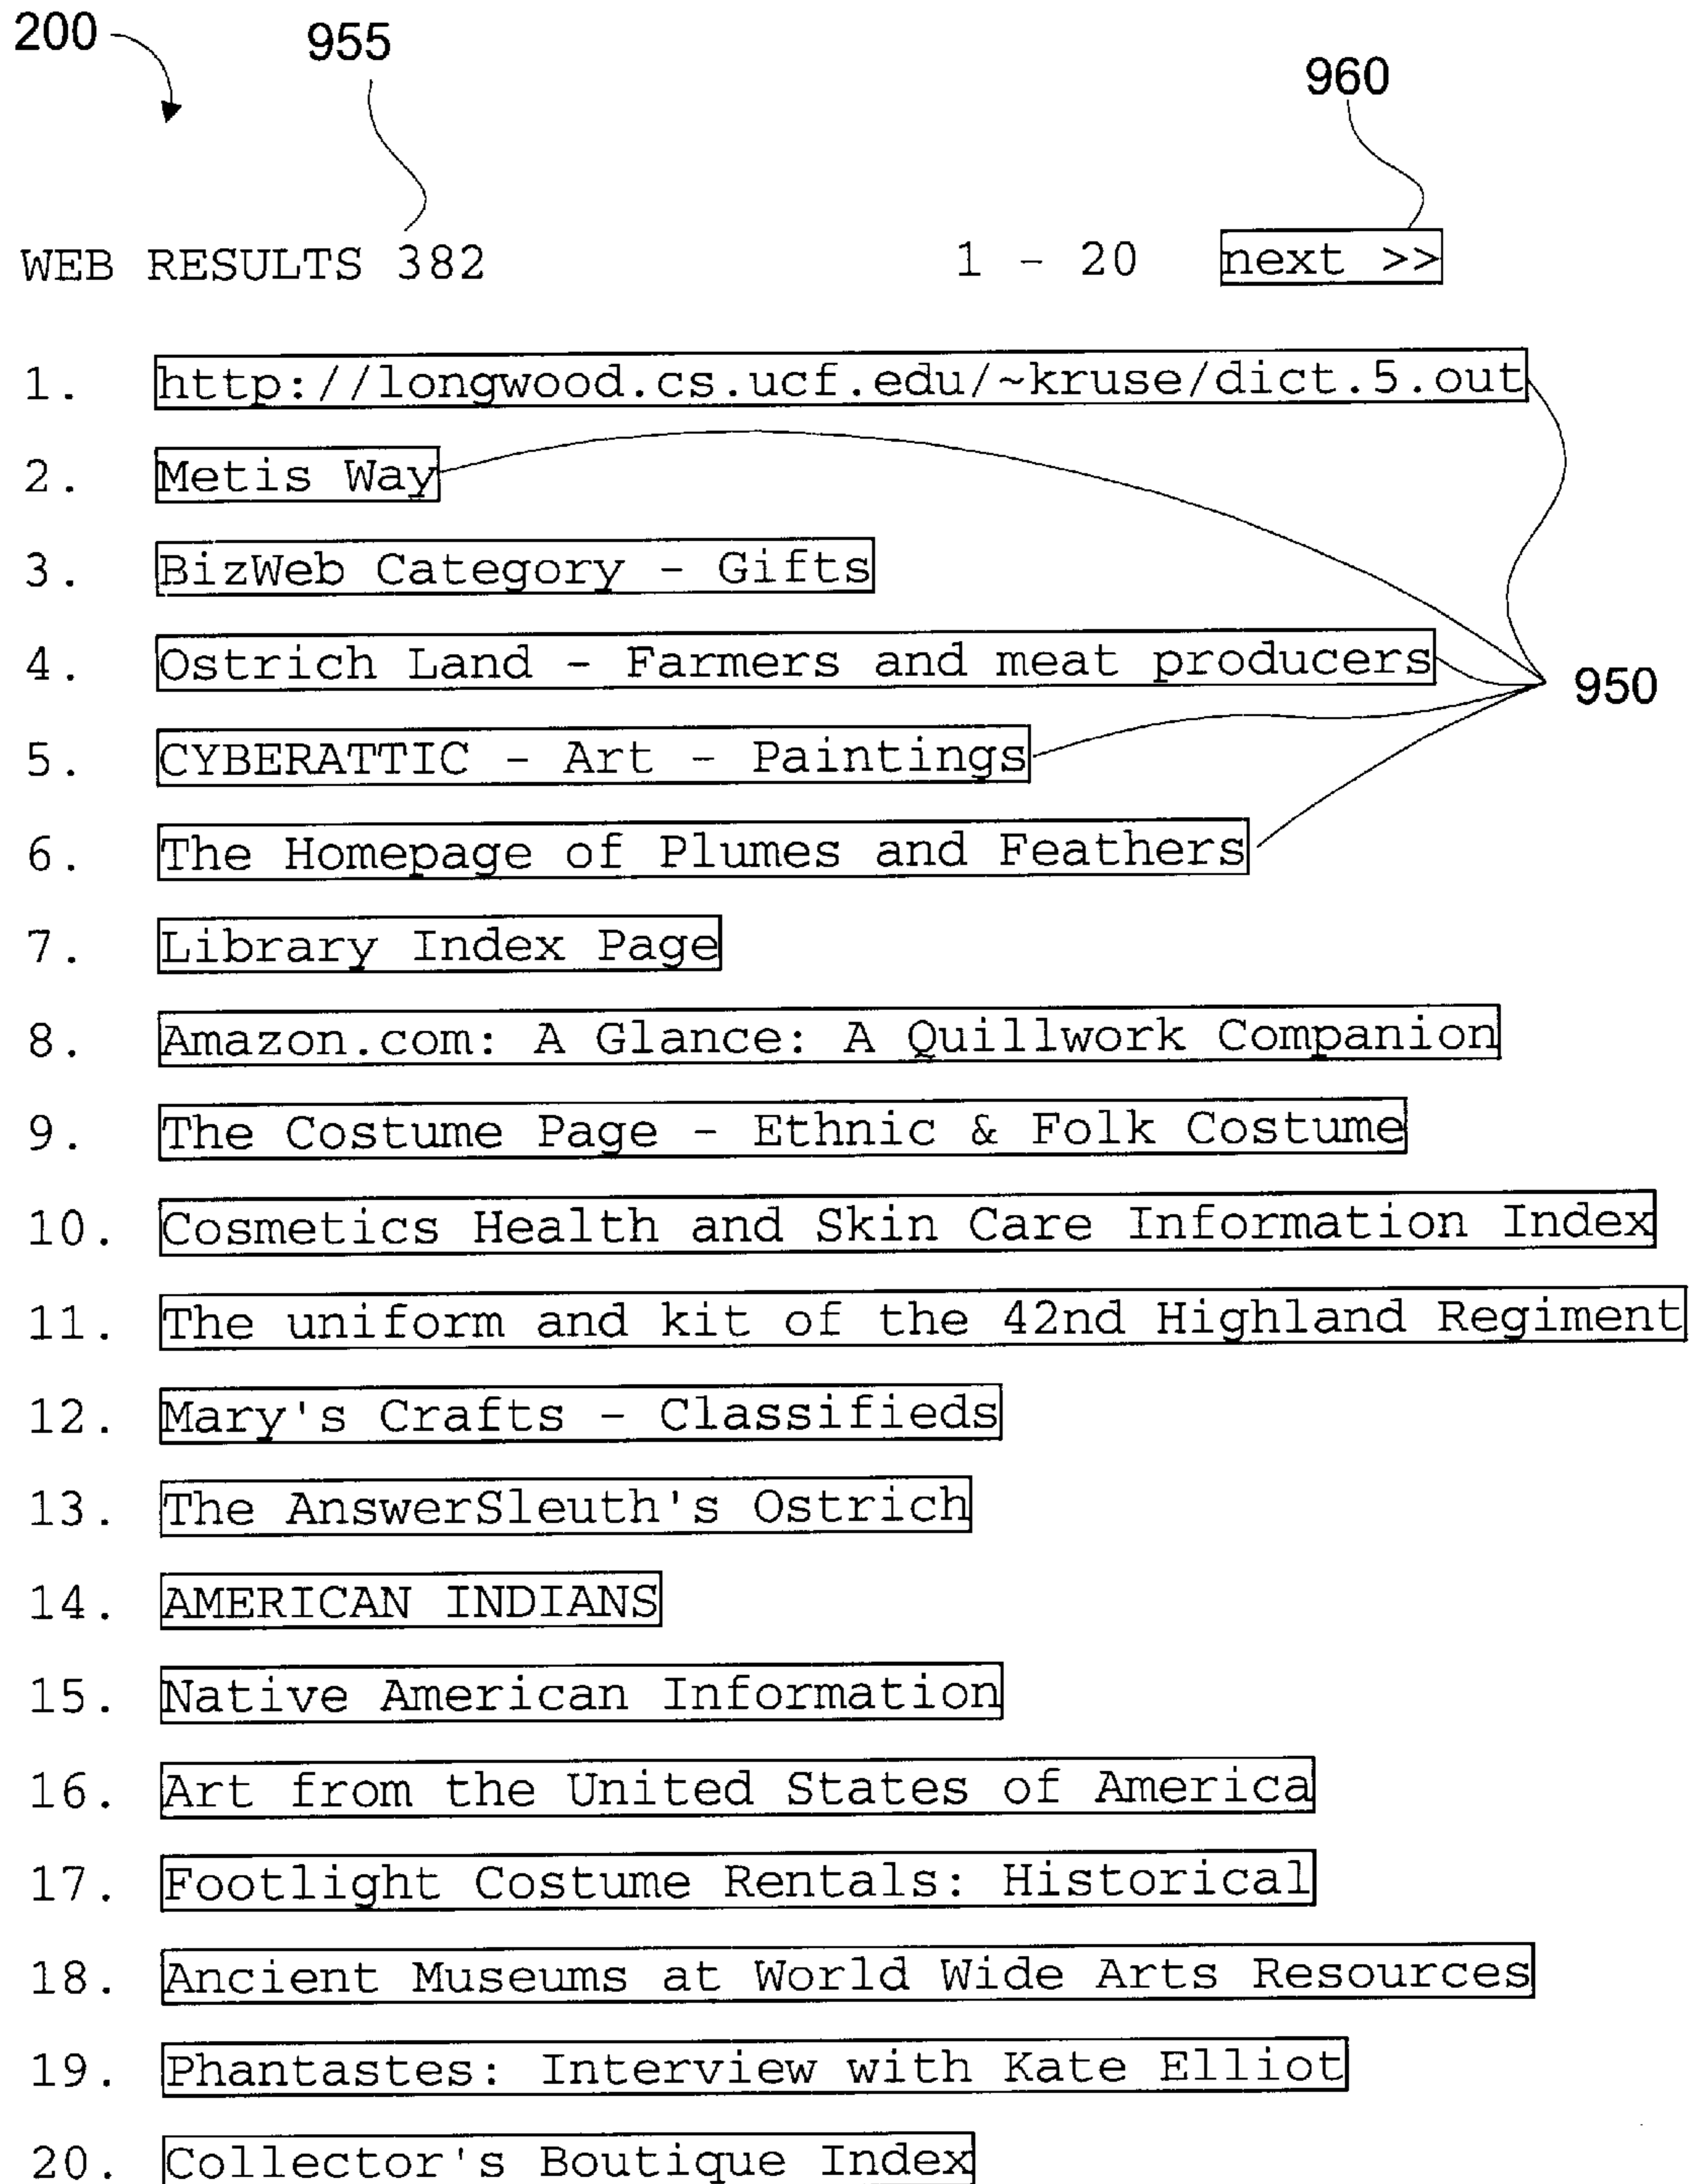 200 955
960
WEB RESULTS 382 1 - 20 next >>
1. http://longwood.cs.ucf.edu/~kruse/dict.5.out
2. Metis Way
3. BizWeb Category - Gifts
4. Ostrich Land - Farmers and meat producers
950
5. CYBERATTIC - Art - Paintings
6. The Homepage of Plumes and Feathers
7. Library Index Page
8. Amazon.com: A Glance: A Quillwork Companion
9. The Costume Page - Ethnic & Folk Costume
10. Cosmetics Health and Skin Care Information Index
11. The uniform and kit of the 42nd Highland Regiment
12. Mary's Crafts - Classifieds
13. The AnswerSleuth's Ostrich
14. AMERICAN INDIANS
15. Native American Information
16. Art from the United States of America
17. Footlight Costume Rentals: Historical
18. Ancient Museums at World Wide Arts Resources
19. Phantastes: Interview with Kate Elliot
20. Collector's Boutique Index